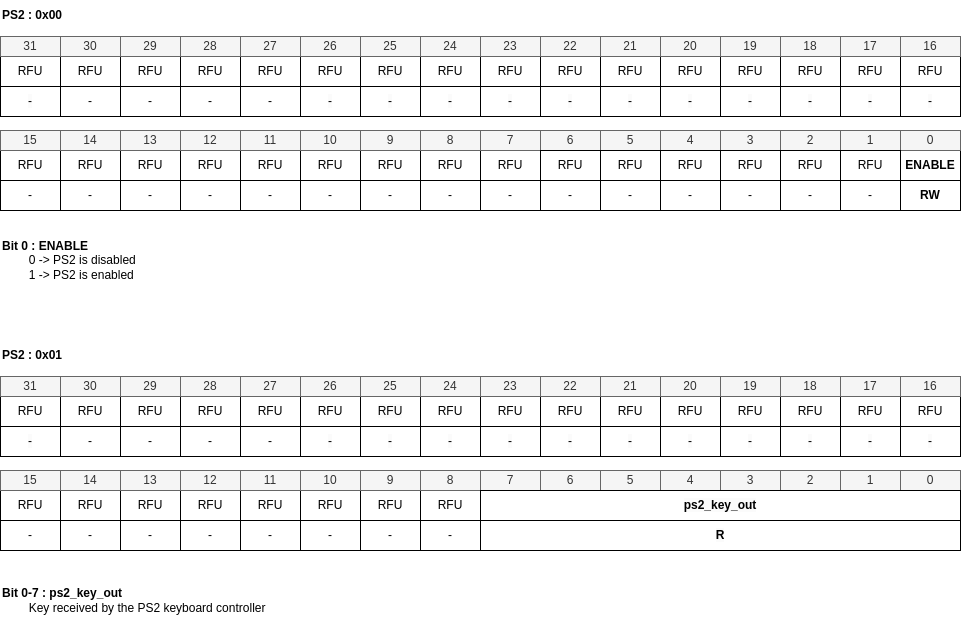 PS2 : 0x00
31 30 29 28 27 26 25 24 23 22 21 20 19 18 17 16
RFU RFU RFU RFU RFU RFU RFU RFU RFU RFU RFU RFU RFU RFU RFU RFU
- - - - - - - - - - - - - - - -
15 14 13 12 11 10 9 8 7 6 5 4 3 2 1 0
RFU RFU RFU RFU RFU RFU RFU RFU RFU RFU RFU RFU RFU RFU RFU ENABLE
- - - - - - - - - - - - - - - RW
Bit 0 : ENABLE
0 -> PS2 is disabled
1 -> PS2 is enabled
PS2 : 0x01
31 30 29 28 27 26 25 24 23 22 21 20 19 18 17 16
RFU RFU RFU RFU RFU RFU RFU RFU RFU RFU RFU RFU RFU RFU RFU RFU
- - - - - - - - - - - - - - - -
15 14 13 12 11 10 9 8 7 6 5 4 3 2 1 0
RFU RFU RFU RFU RFU RFU RFU RFU ps2_key_out
- - - - - - - - R
Bit 0-7 : ps2_key_out
Key received by the PS2 keyboard controller